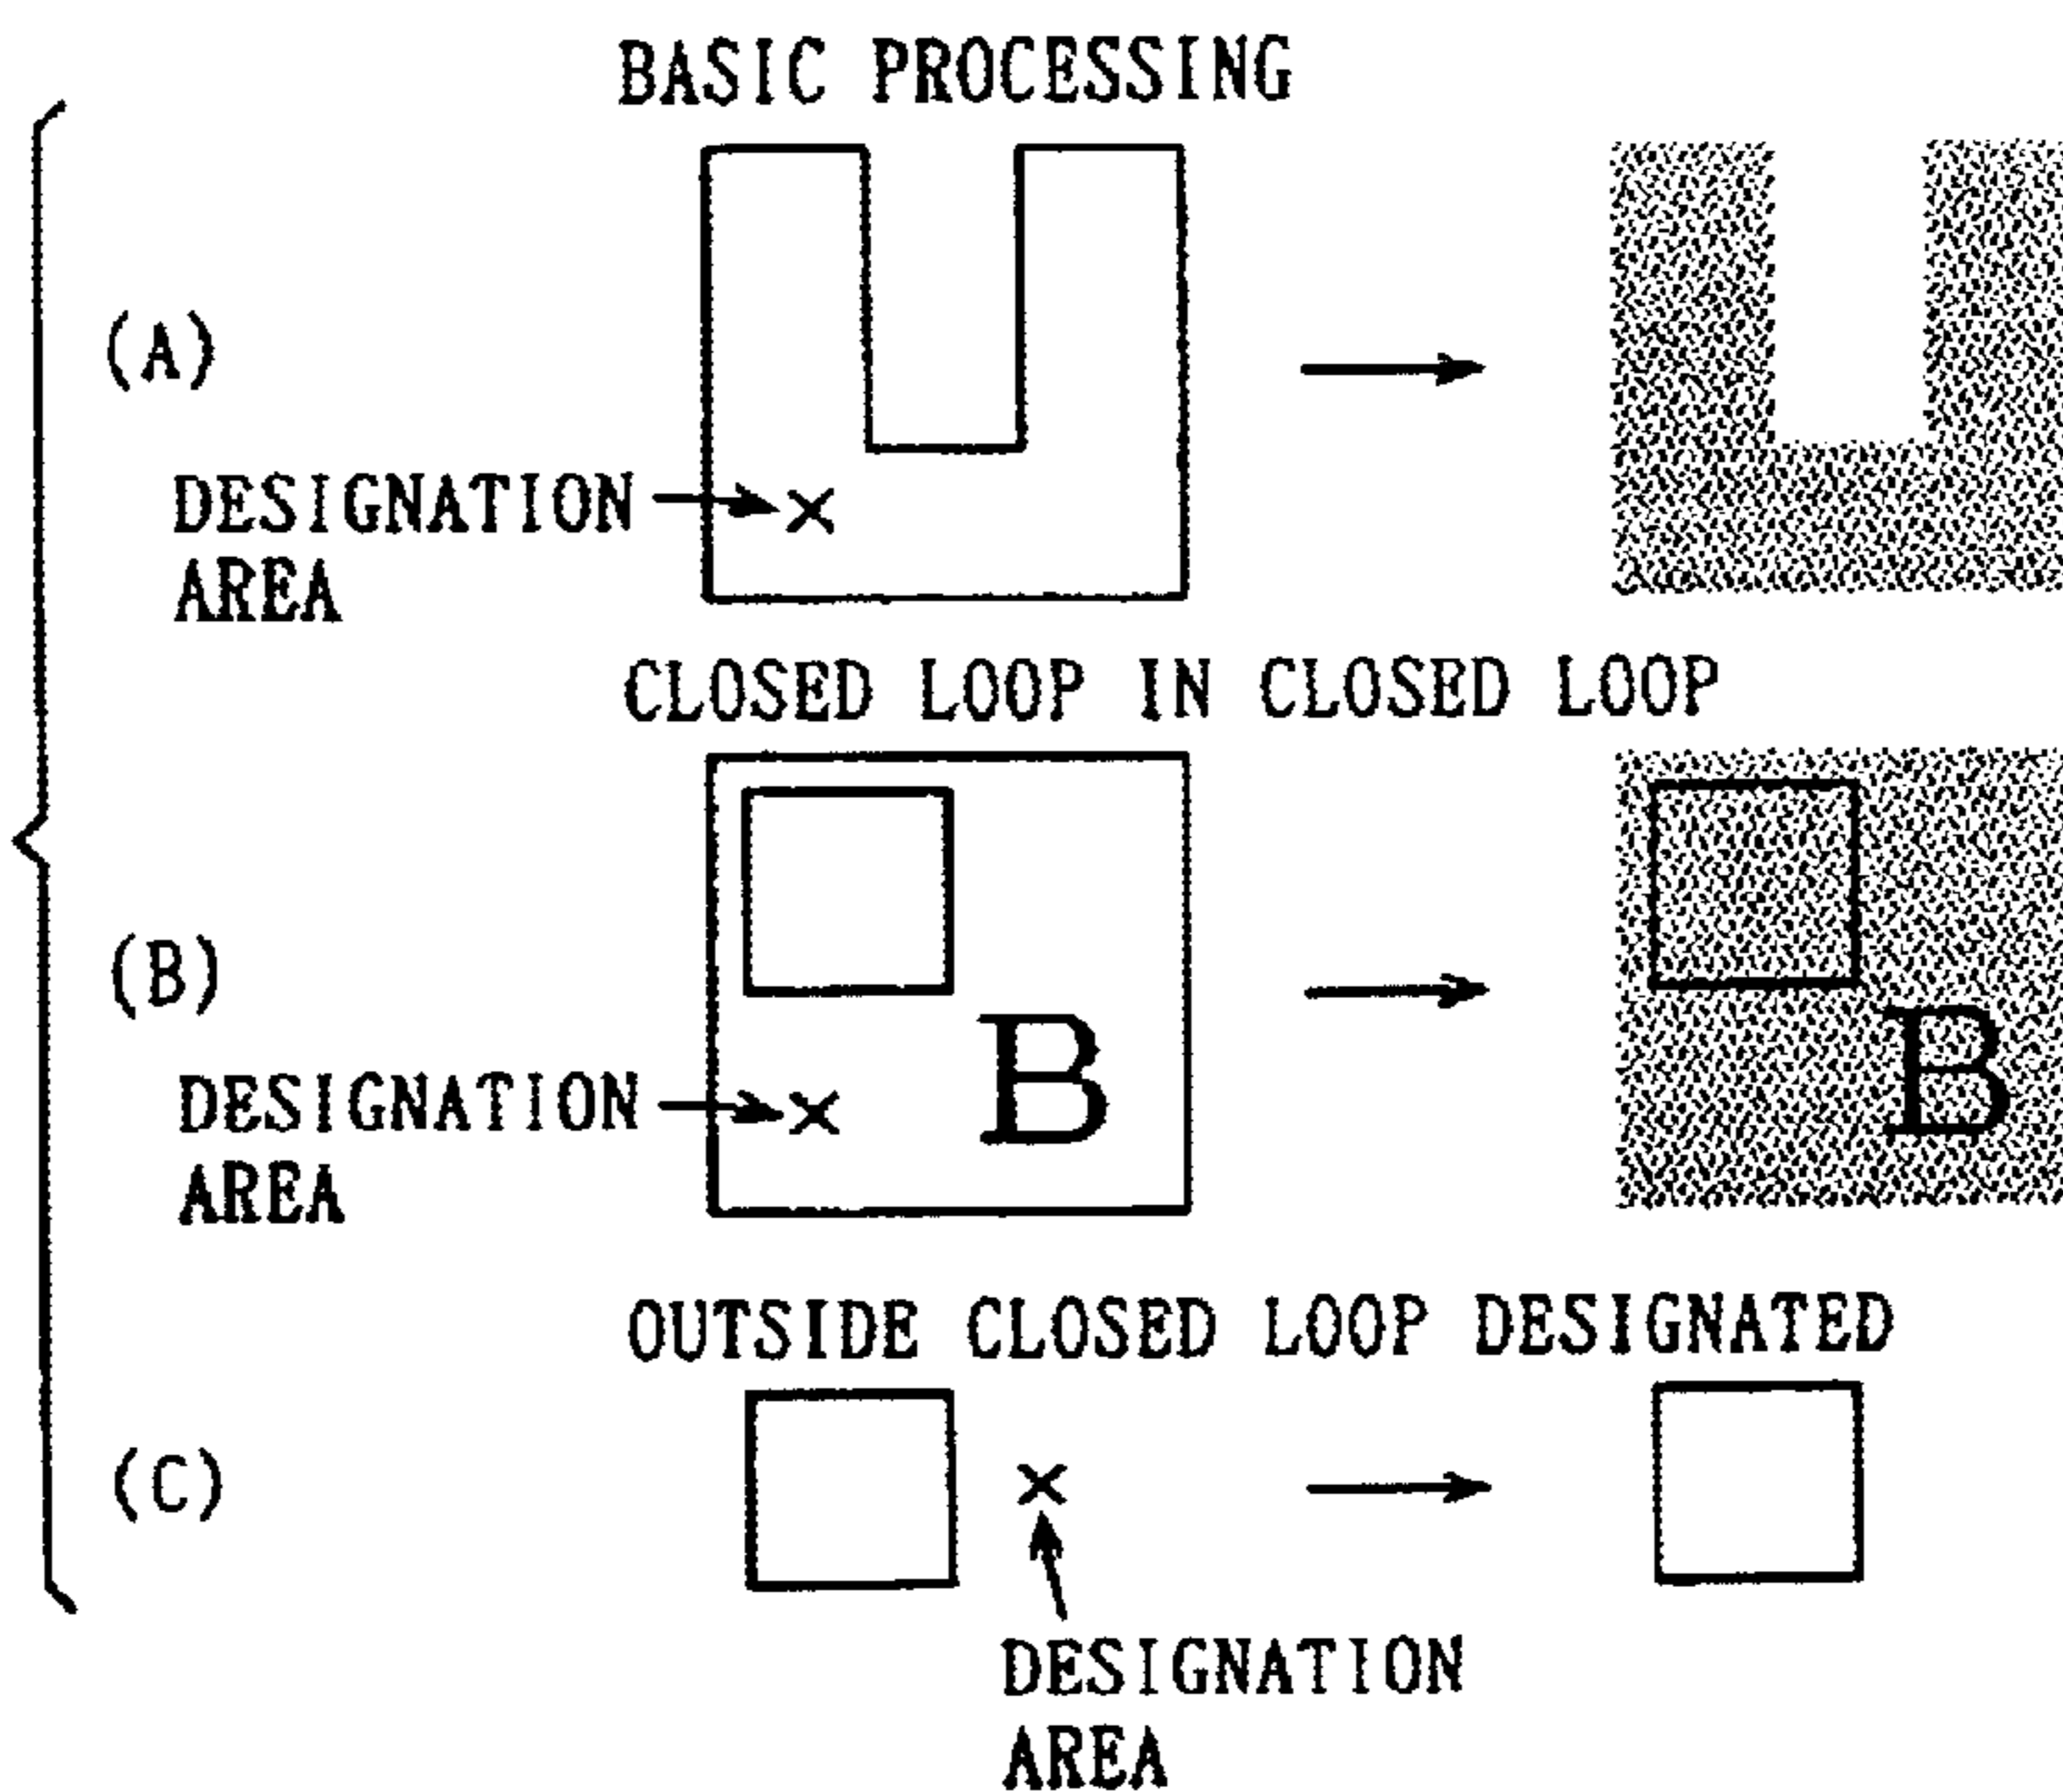 BASIC PROCESSING
(A)
DESIGNATION
AREA
CLOSED LOOP IN CLOSED LOOP
(B)
B
B
DESIGNATION
AREA
OUTSIDE CLOSED LOOP DESIGNATED
(C)
DESIGNATION
AREA